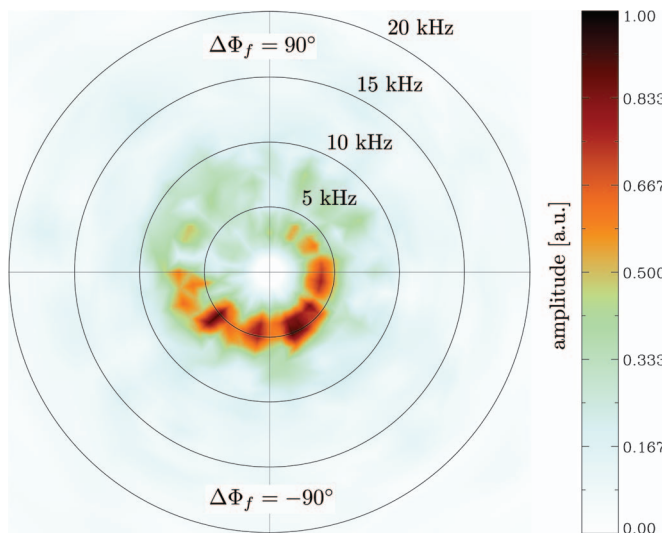 20 kHz
ΔΦ_f = 90°
15 kHz
10 kHz
5 kHz
ΔΦ_f = −90°
1.00
0.833
0.667
0.500
0.333
0.167
0.00
amplitude [a.u.]